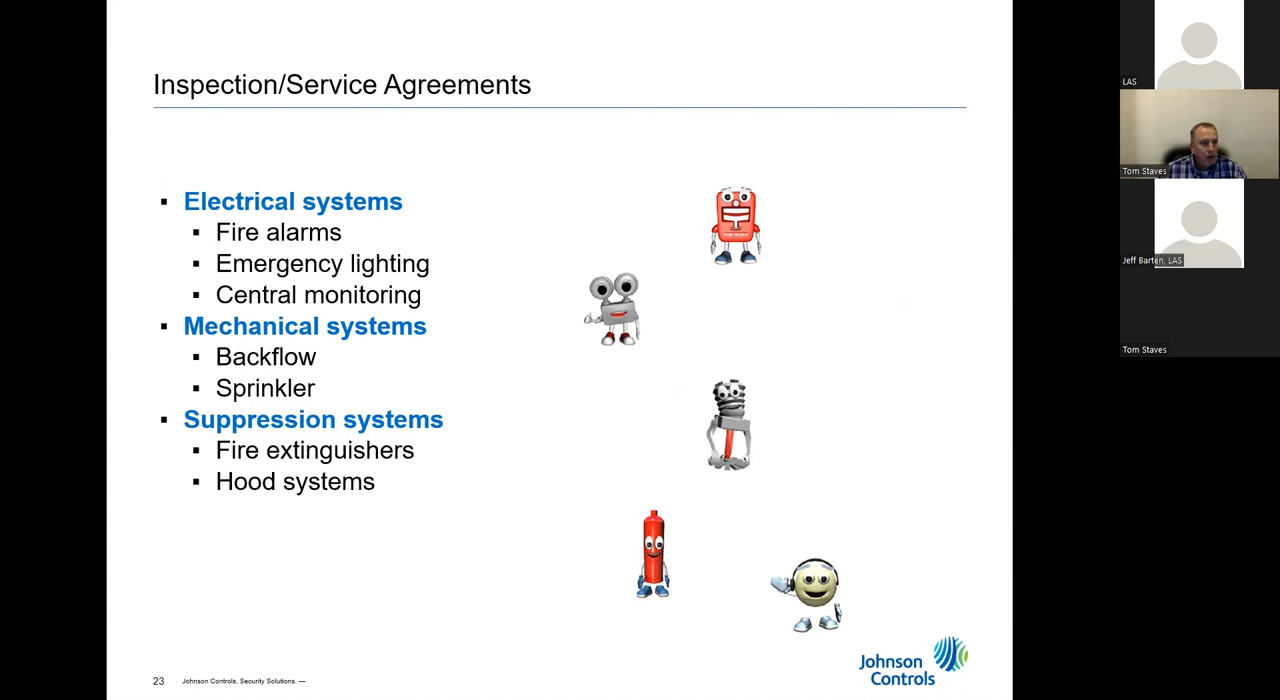 Inspection/Service Agreements
▪ Electrical systems
▪ Fire alarms
▪ Emergency lighting
▪ Central monitoring
▪ Mechanical systems
▪ Backflow
▪ Sprinkler
▪ Suppression systems
▪ Fire extinguishers
▪ Hood systems
23 Johnson Controls, Security Solutions. —
Johnson
Controls
LAS
Tom Staves
Jeff Barten, LAS
Tom Staves